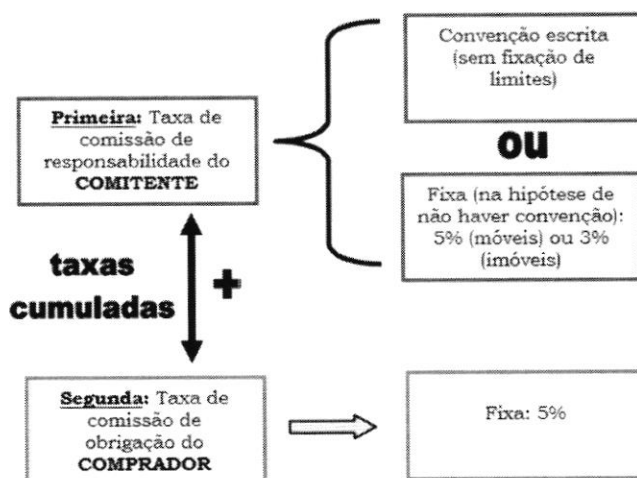 Primeira: Taxa de
comissão de
responsabilidade do
COMITENTE
Convenção escrita
(sem fixação de
limites)
ou
Fixa (na hipótese de
não haver convenção):
5% (móveis) ou 3%
(imóveis)
taxas
cumuladas
+
Segunda: Taxa de
comissão de
obrigação do
COMPRADOR
Fixa: 5%